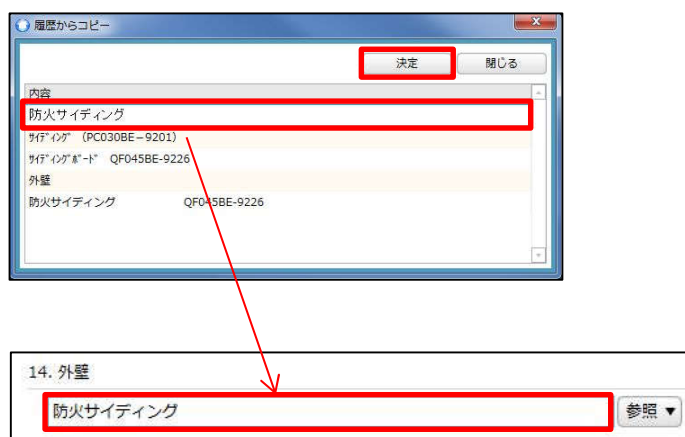 履歴からコピー
決定 閉じる
内容
防火サイディング
ｻｲﾃﾞｨﾝｸﾞ (PC030BE−9201)
ｻｲﾃﾞｨﾝｸﾞﾎﾞｰﾄﾞ QF045BE-9226
外壁
防火サイディング QF045BE-9226
14. 外壁
防火サイディング 参照 ▼